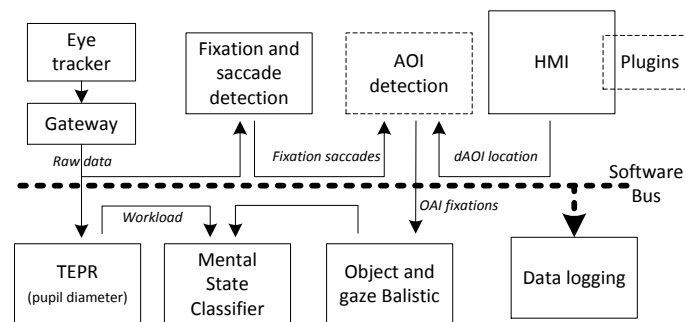 Eye
tracker
Gateway
Raw data
Fixation and
saccade
detection
Fixation saccades
AOI
detection
dAOI location
HMI
Plugins
Software
Bus
Workload
OAI fixations
TEPR
(pupil diameter)
Mental
State
Classifier
Object and
gaze Balistic
Data logging